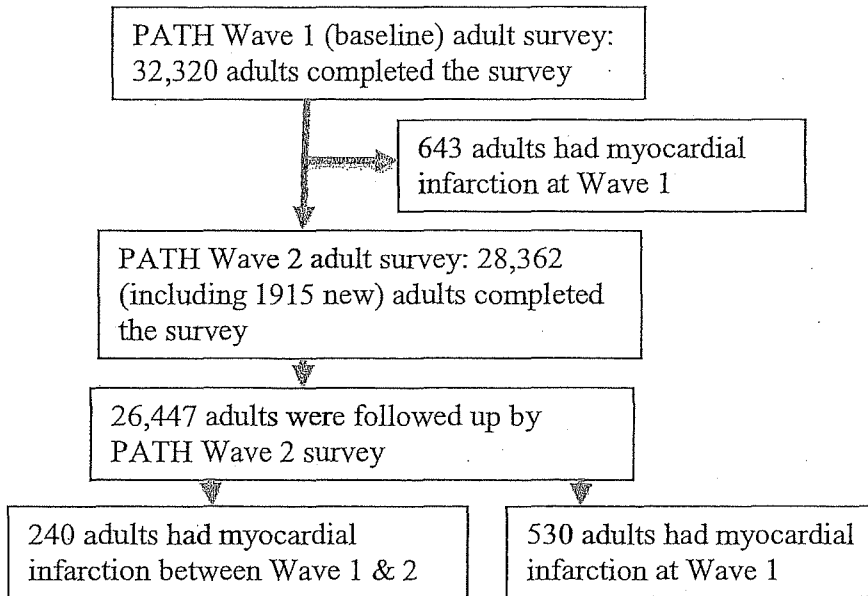 PATH Wave 1 (baseline) adult survey:
32,320 adults completed the survey
643 adults had myocardial
infarction at Wave 1
PATH Wave 2 adult survey: 28,362
(including 1915 new) adults completed
the survey
26,447 adults were followed up by
PATH Wave 2 survey
240 adults had myocardial
infarction between Wave 1 & 2
530 adults had myocardial
infarction at Wave 1